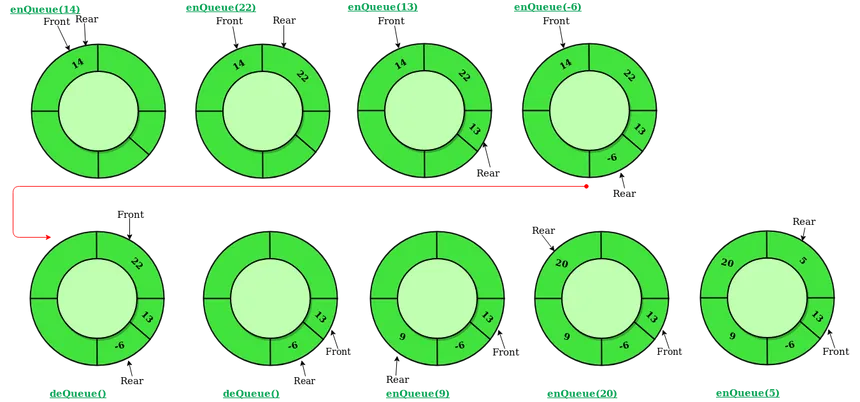 enQueue(14)
Front
Rear
14
enQueue(22)
Front
Rear
14
22
enQueue(13)
Front
14
22
13
Rear
enQueue(-6)
Front
14
22
13
-6
Rear
Front
22
13
-6
Rear
deQueue()
13
-6
Front
Rear
deQueue()
13
9
-6
Front
Rear
enQueue(9)
Rear
20
13
9
-6
Front
enQueue(20)
Rear
20
5
13
9
-6
Front
enQueue(5)